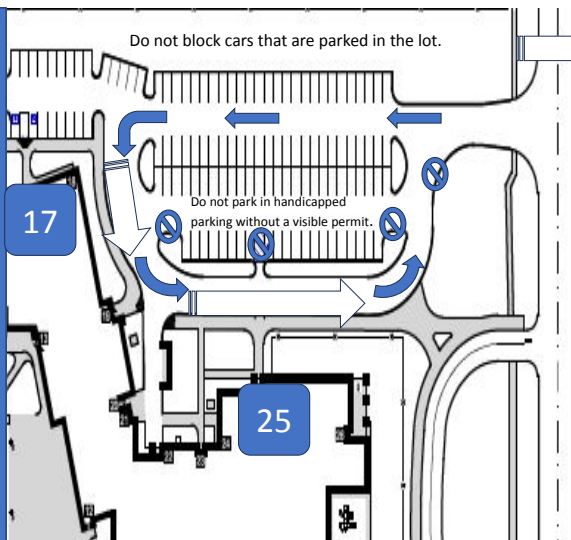 Do not block cars that are parked in the lot.
Do not park in handicapped
parking without a visible permit.
17
25